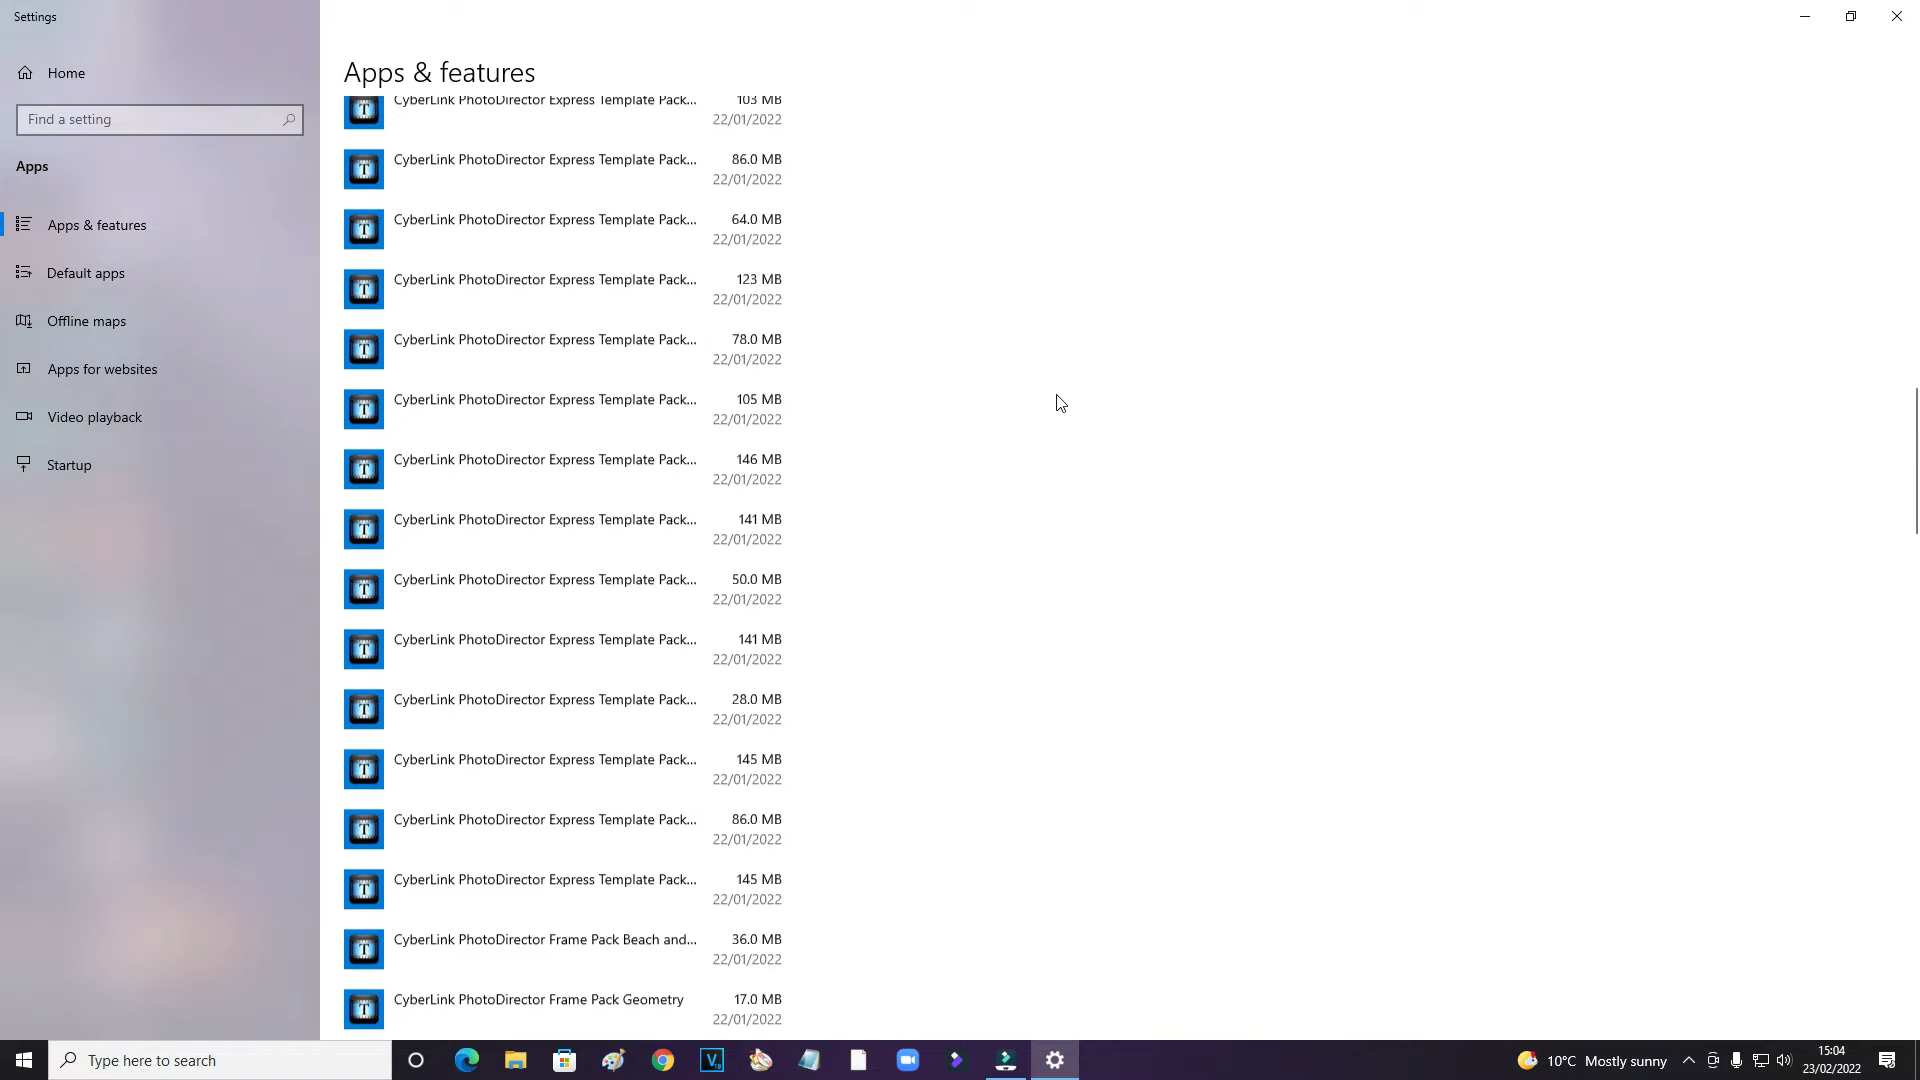 Settings
Home
Find a setting
Apps
Apps & features
Default apps
Offline maps
Apps for websites
Video playback
Startup
Apps & features
CyberLink PhotoDirector Express Template Pack... 103 MB
22/01/2022
CyberLink PhotoDirector Express Template Pack... 86.0 MB
22/01/2022
CyberLink PhotoDirector Express Template Pack... 64.0 MB
22/01/2022
CyberLink PhotoDirector Express Template Pack... 123 MB
22/01/2022
CyberLink PhotoDirector Express Template Pack... 78.0 MB
22/01/2022
CyberLink PhotoDirector Express Template Pack... 105 MB
22/01/2022
CyberLink PhotoDirector Express Template Pack... 146 MB
22/01/2022
CyberLink PhotoDirector Express Template Pack... 141 MB
22/01/2022
CyberLink PhotoDirector Express Template Pack... 50.0 MB
22/01/2022
CyberLink PhotoDirector Express Template Pack... 141 MB
22/01/2022
CyberLink PhotoDirector Express Template Pack... 28.0 MB
22/01/2022
CyberLink PhotoDirector Express Template Pack... 145 MB
22/01/2022
CyberLink PhotoDirector Express Template Pack... 86.0 MB
22/01/2022
CyberLink PhotoDirector Express Template Pack... 145 MB
22/01/2022
CyberLink PhotoDirector Frame Pack Beach and... 36.0 MB
22/01/2022
CyberLink PhotoDirector Frame Pack Geometry 17.0 MB
22/01/2022
Type here to search
10°C Mostly sunny
15:04
23/02/2022